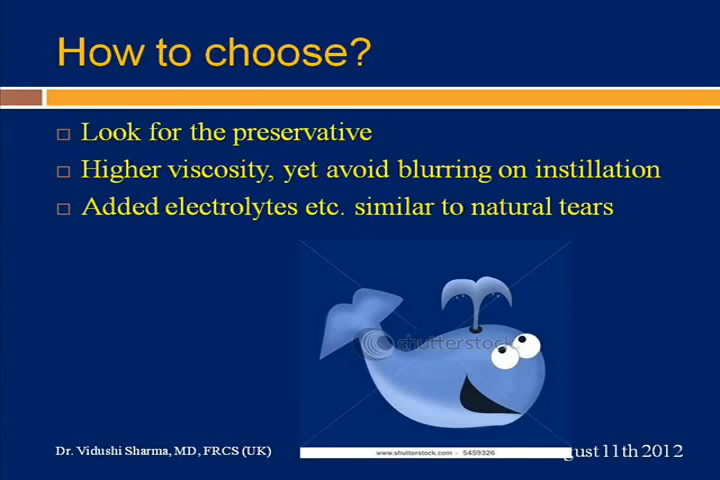 How to choose?
Look for the preservative
Higher viscosity, yet avoid blurring on instillation
Added electrolytes etc. similar to natural tears
shutterstock
Dr. Vidushi Sharma, MD, FRCS (UK)
www.shutterstock.com - 5459326
11th 2012